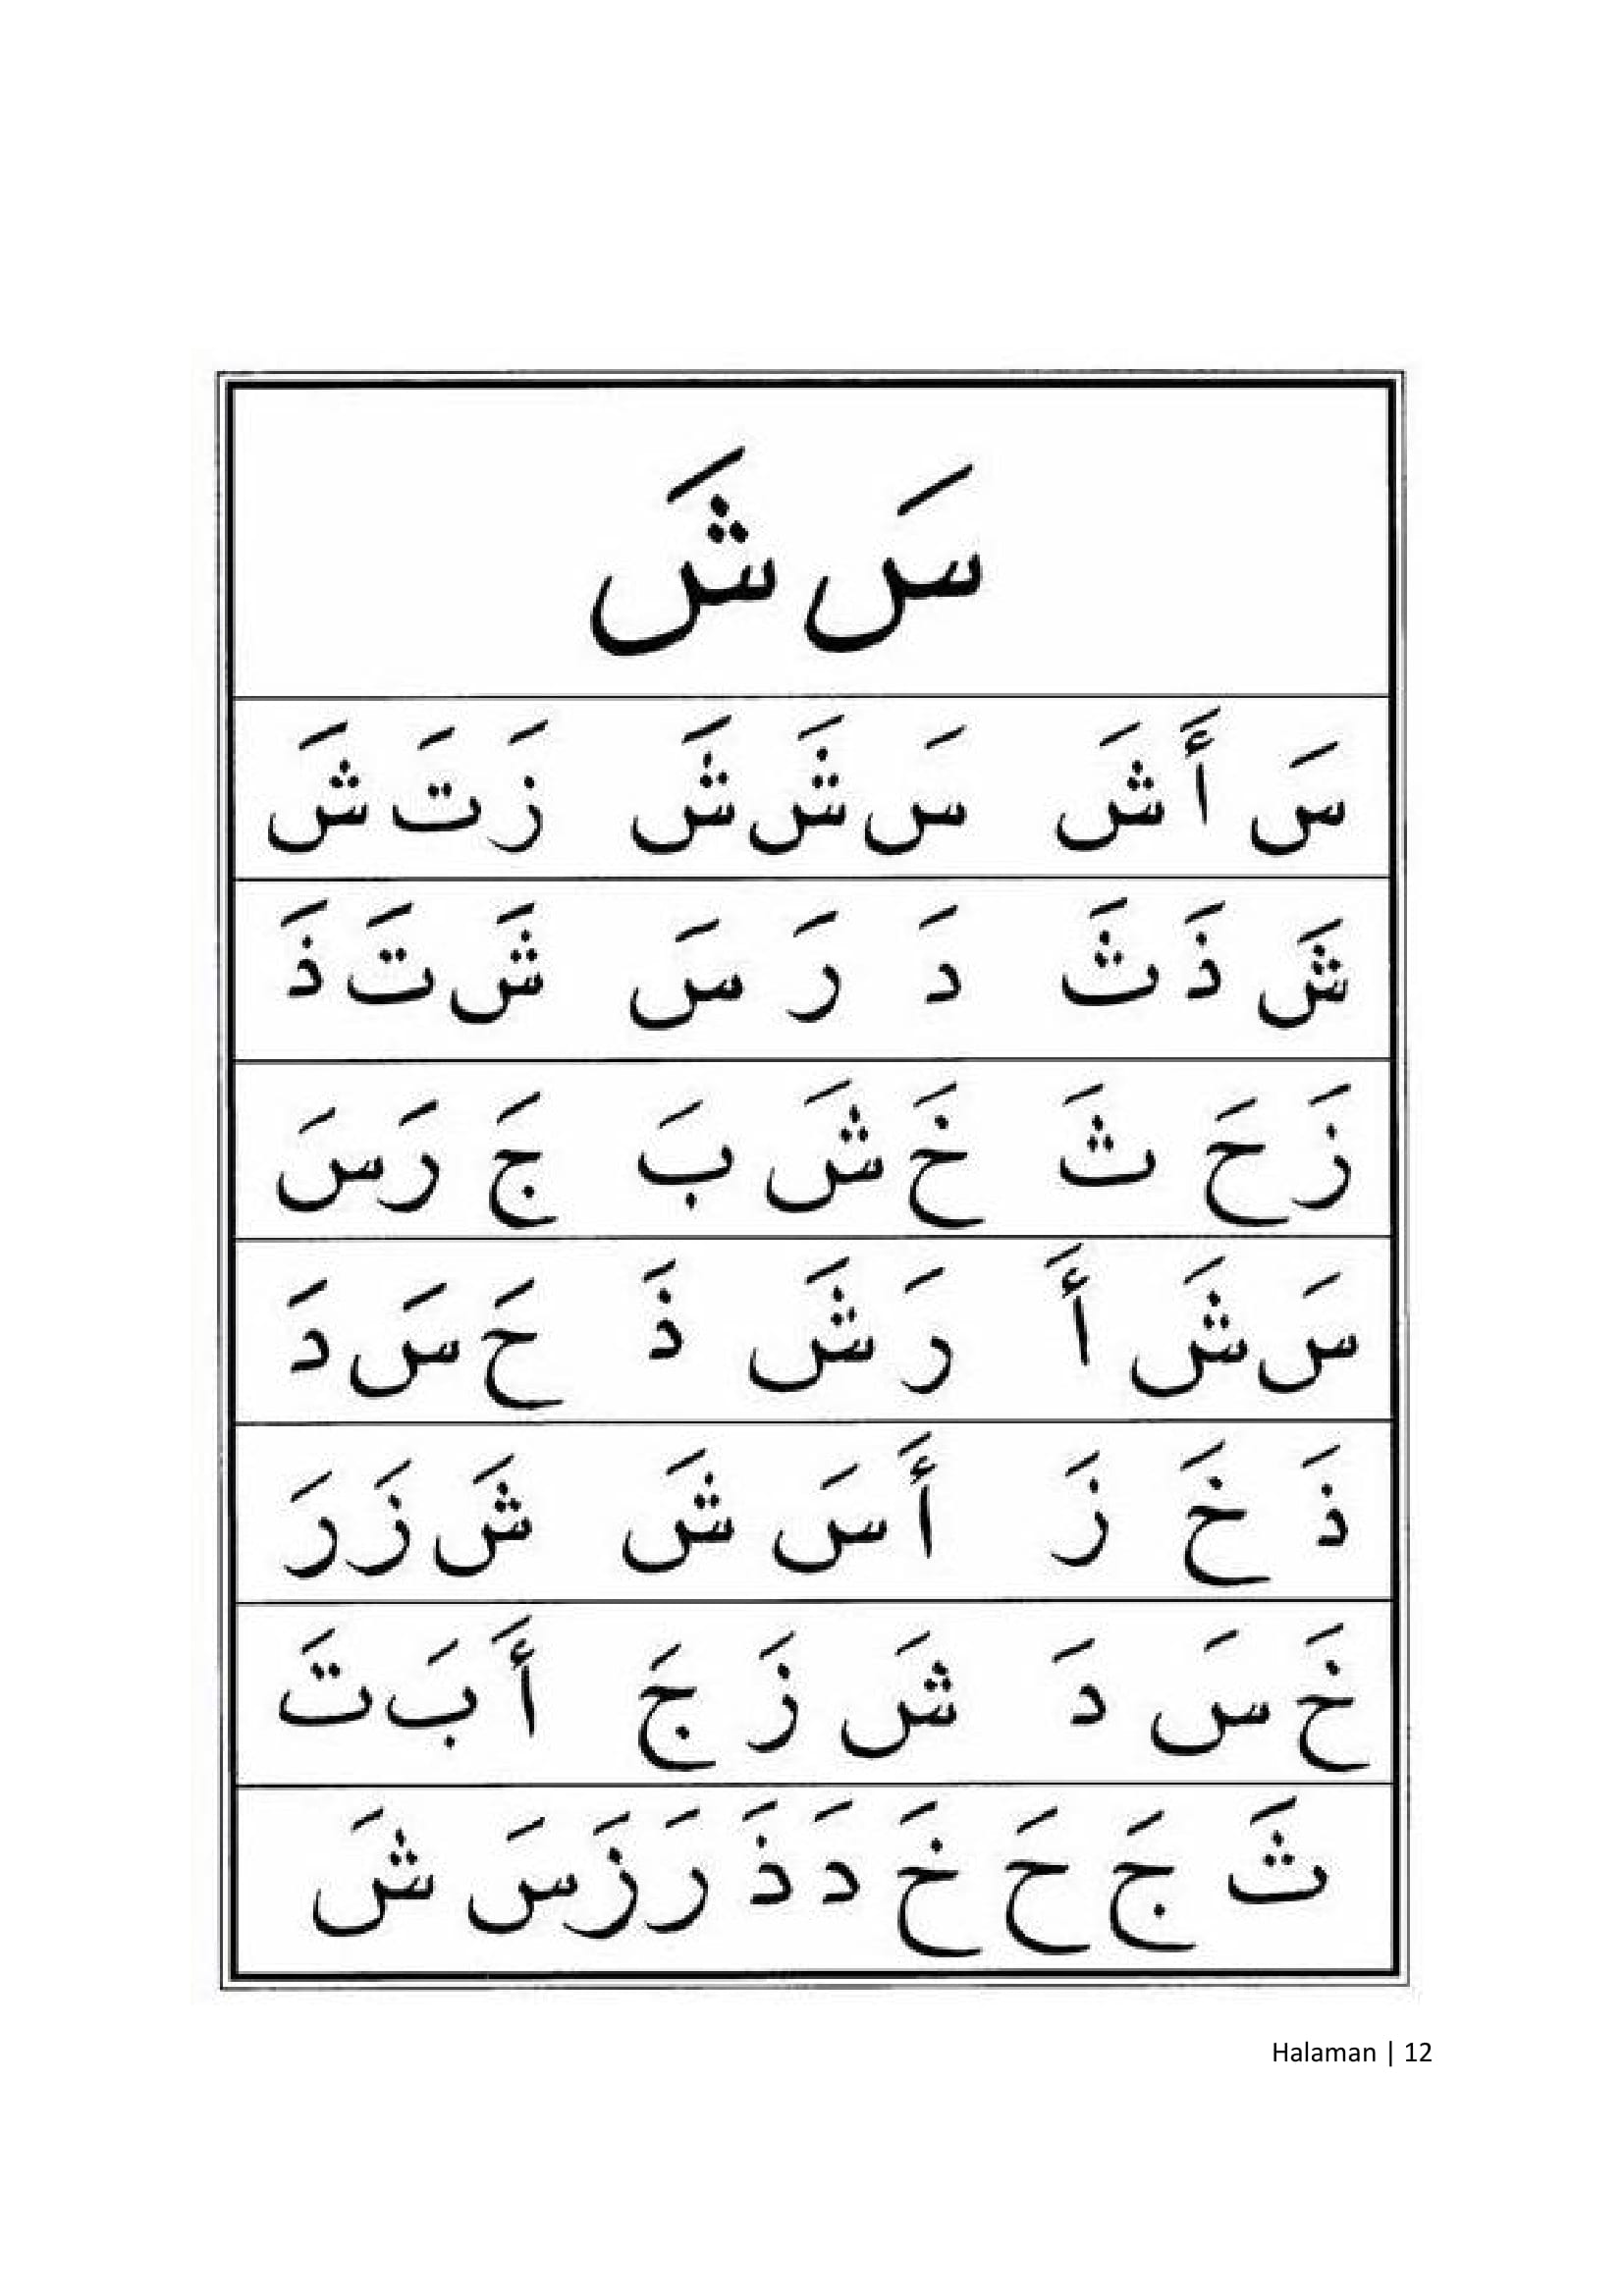 سَ شَ
سَ أَ شَ سَ شَ شَ زَ تَ شَ
شَ ذَ ثَ دَ رَ سَ شَ تَ ذَ
زَ حَ ثَ خَ شَ بَ جَ رَ سَ
سَ شَ أَ رَ شَ ذَ حَ سَ دَ
ذَ خَ زَ أَ سَ شَ شَ زَ رَ
خَ سَ دَ شَ زَ جَ أَ بَ تَ
ثَ جَ حَ خَ دَ ذَ رَ زَ سَ شَ
Halaman | 12